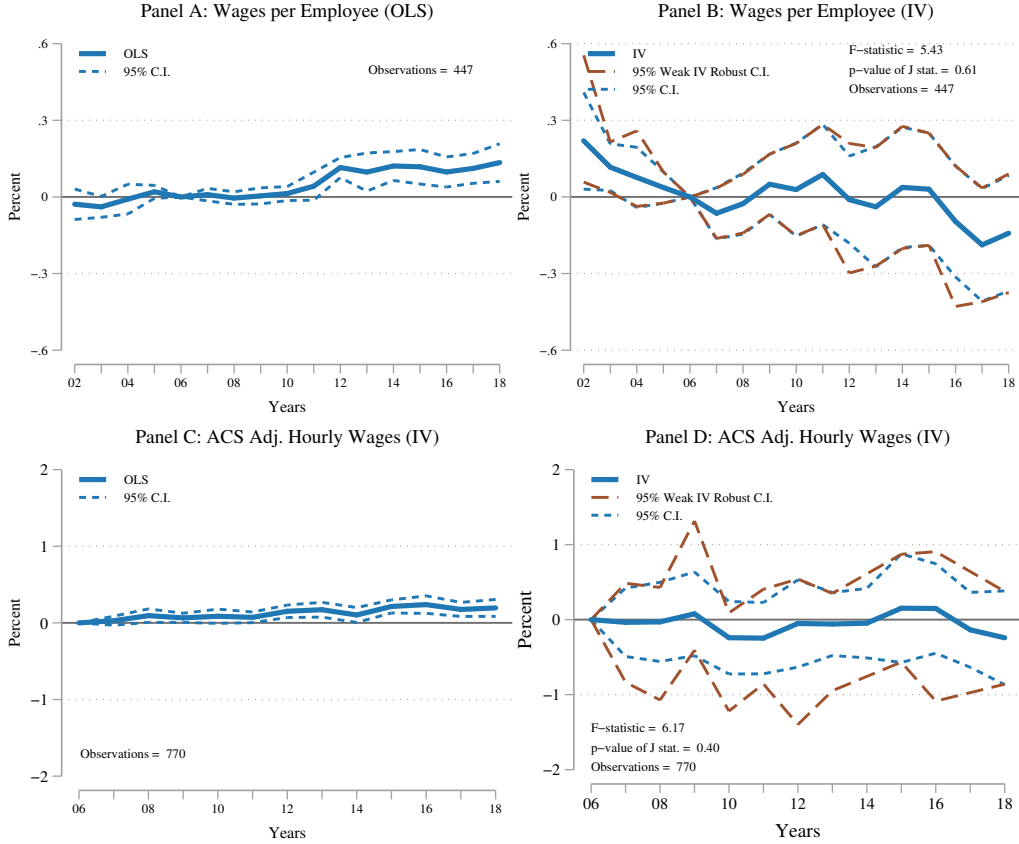 Panel A: Wages per Employee (OLS)
.6
.3
0
−.3
−.6
Percent
OLS
95% C.I.
Observations = 447
02 04 06 08 10 12 14 16 18
Years
Panel B: Wages per Employee (IV)
.6
.3
0
−.3
−.6
Percent
IV
95% Weak IV Robust C.I.
95% C.I.
F−statistic = 5.43
p−value of J stat. = 0.61
Observations = 447
02 04 06 08 10 12 14 16 18
Years
Panel C: ACS Adj. Hourly Wages (IV)
2
1
0
−1
−2
Percent
OLS
95% C.I.
Observations = 770
06 08 10 12 14 16 18
Years
Panel D: ACS Adj. Hourly Wages (IV)
2
1
0
−1
−2
Percent
IV
95% Weak IV Robust C.I.
95% C.I.
F−statistic = 6.17
p−value of J stat. = 0.40
Observations = 770
06 08 10 12 14 16 18
Years